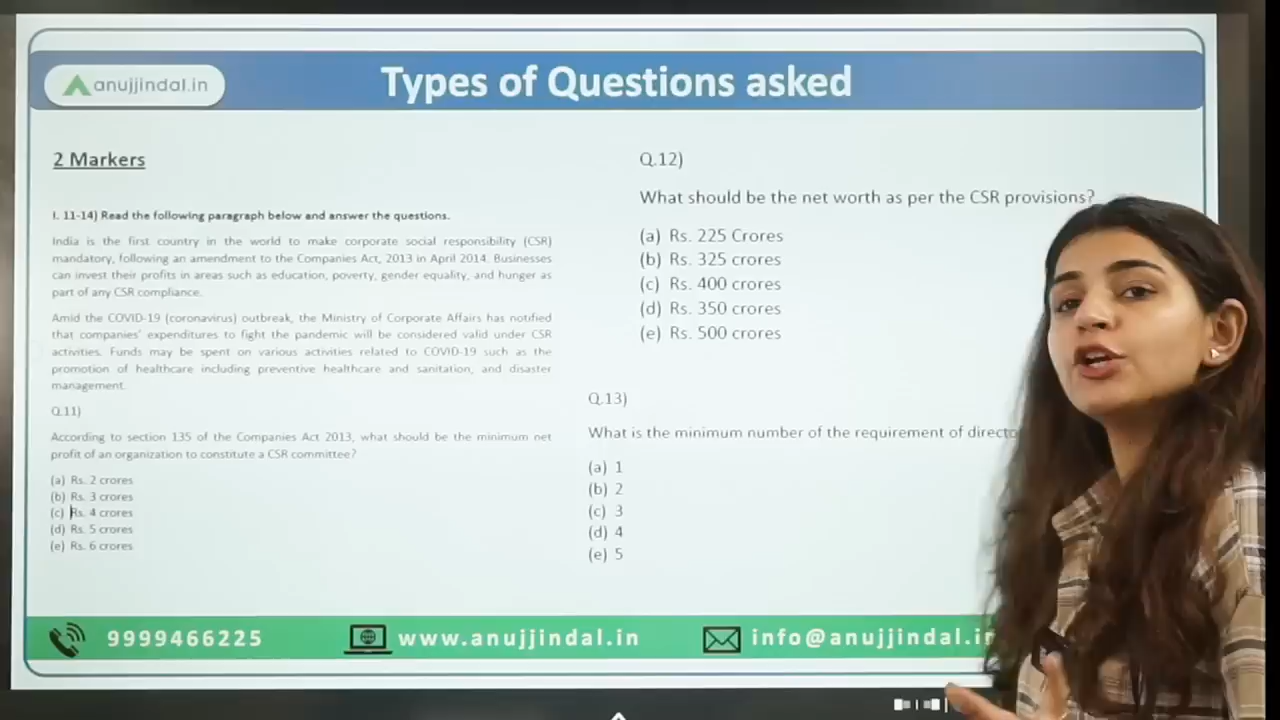 anujjindal.in
Types of Questions asked
2 Markers
I. 11-14) Read the following paragraph below and answer the questions.
India is the first country in the world to make corporate social responsibility (CSR)
mandatory, following an amendment to the Companies Act, 2013 in April 2014. Businesses
can invest their profits in areas such as education, poverty, gender equality, and hunger as
part of any CSR compliance.
Amid the COVID-19 (coronavirus) outbreak, the Ministry of Corporate Affairs has notified
that companies' expenditures to fight the pandemic will be considered valid under CSR
activities. Funds may be spent on various activities related to COVID-19 such as the
promotion of healthcare including preventive healthcare and sanitation, and disaster
management.
Q.11)
According to section 135 of the Companies Act 2013, what should be the minimum net
profit of an organization to constitute a CSR committee?
(a) Rs. 2 crores
(b) Rs. 3 crores
(c) Rs. 4 crores
(d) Rs. 5 crores
(e) Rs. 6 crores
Q.12)
What should be the net worth as per the CSR provisions?
(a) Rs. 225 Crores
(b) Rs. 325 crores
(c) Rs. 400 crores
(d) Rs. 350 crores
(e) Rs. 500 crores
Q.13)
What is the minimum number of the requirement of directo
(a) 1
(b) 2
(c) 3
(d) 4
(e) 5
9999466225
www.anujjindal.in
info@anujjindal.in